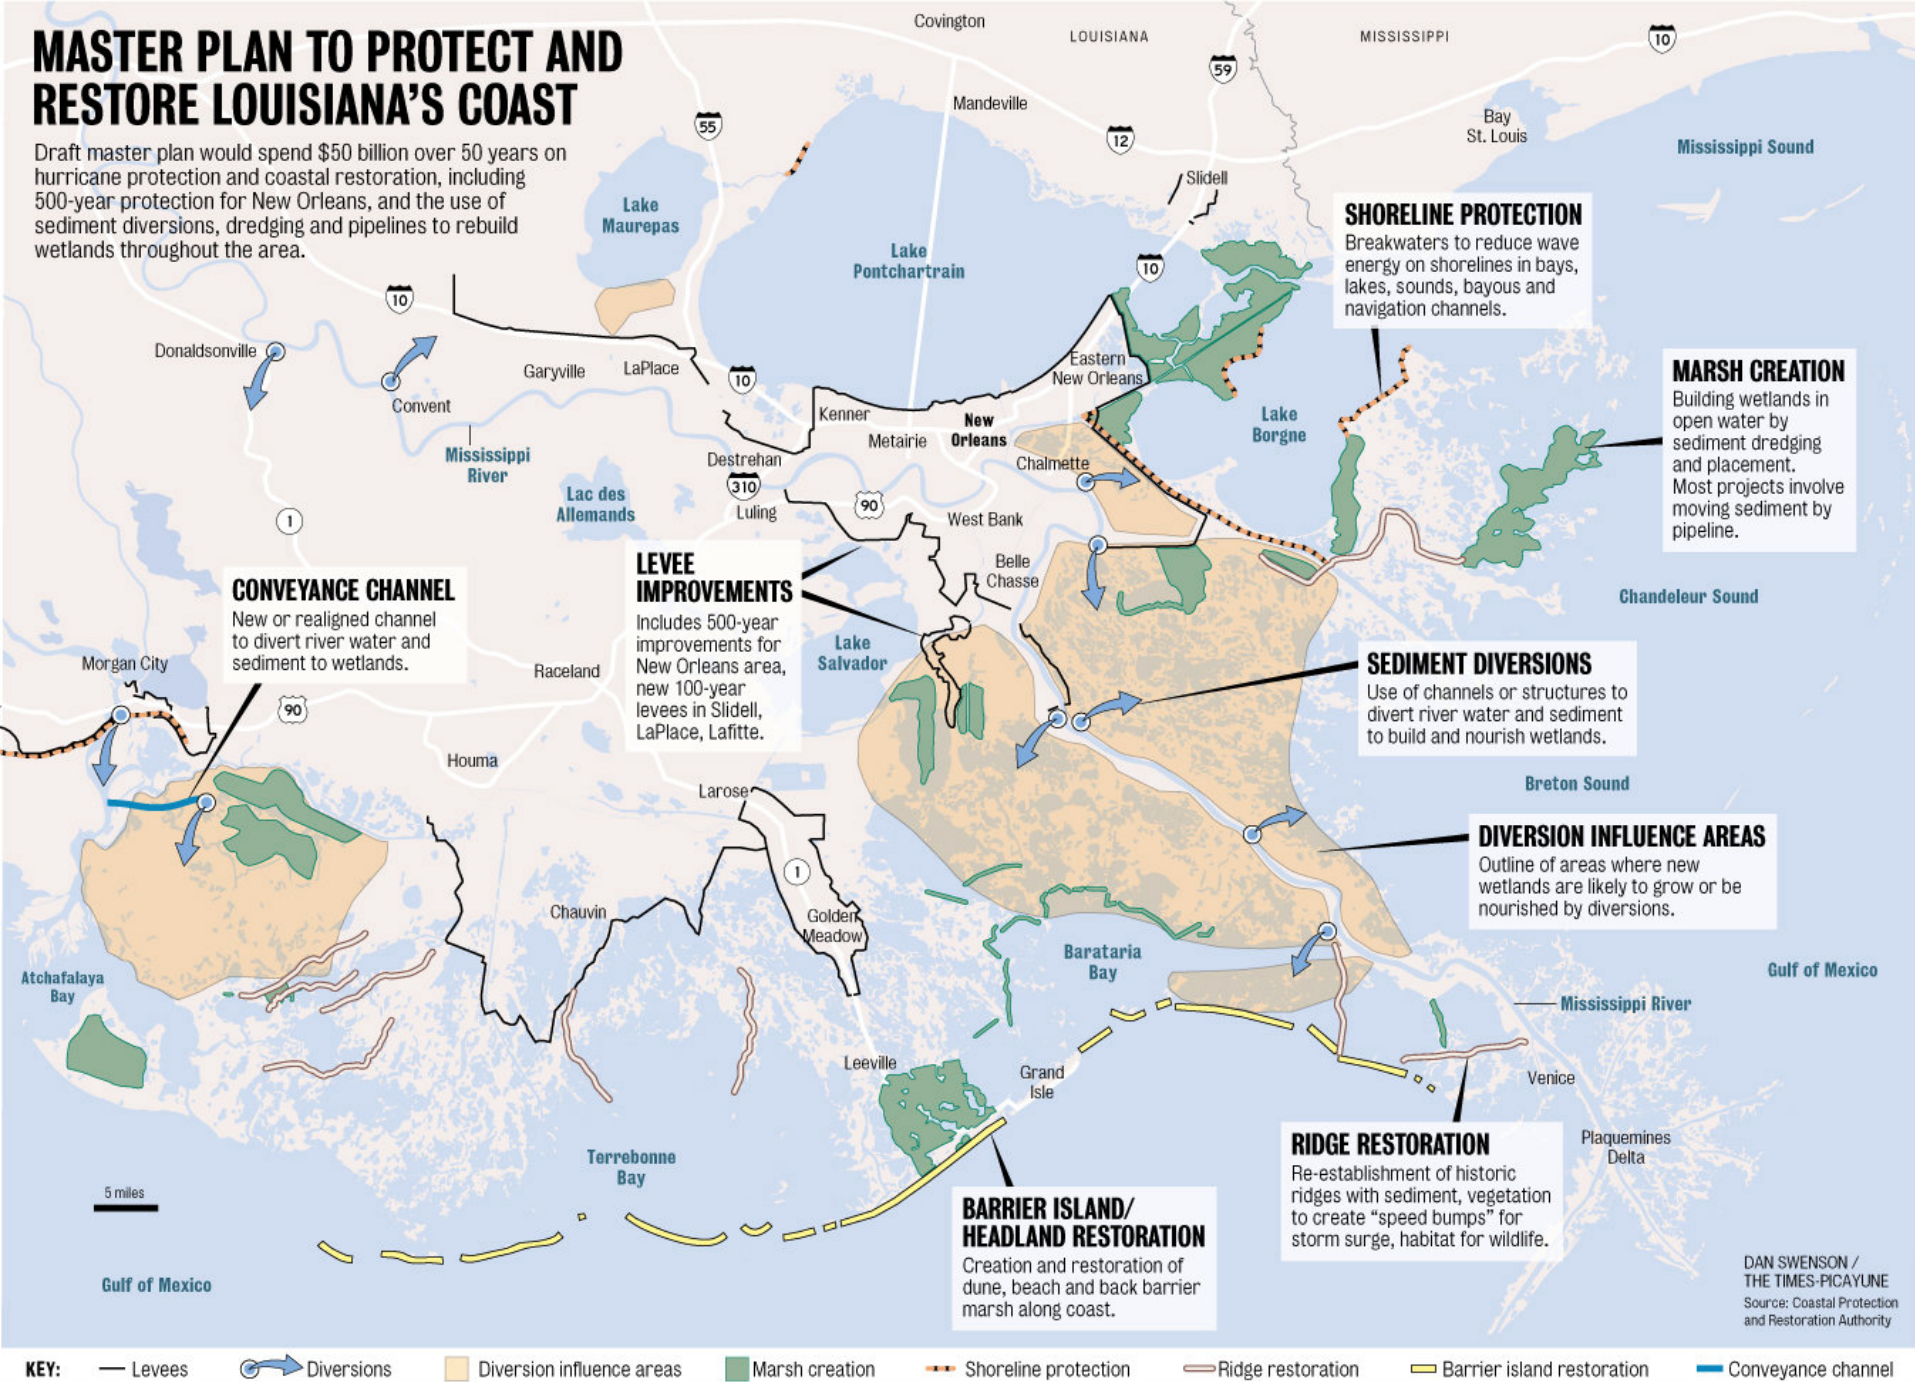 MASTER PLAN TO PROTECT AND
RESTORE LOUISIANA'S COAST
Draft master plan would spend $50 billion over 50 years on
hurricane protection and coastal restoration, including
500-year protection for New Orleans, and the use of
sediment diversions, dredging and pipelines to rebuild
wetlands throughout the area.
Covington
LOUISIANA
MISSISSIPPI
10
59
Mandeville
55
12
Bay
St. Louis
Mississippi Sound
Slidell
Lake
Maurepas
Lake
Pontchartrain
10
10
SHORELINE PROTECTION
Breakwaters to reduce wave
energy on shorelines in bays,
lakes, sounds, bayous and
navigation channels.
Donaldsonville
Convent
Garyville
LaPlace
10
Eastern
New Orleans
MARSH CREATION
Building wetlands in
open water by
sediment dredging
and placement.
Most projects involve
moving sediment by
pipeline.
Kenner
Metairie
New
Orleans
Lake
Borgne
Mississippi
River
Destrehan
310
Luling
Chalmette
Lac des
Allemands
90
West Bank
1
Belle
Chasse
LEVEE
IMPROVEMENTS
Includes 500-year
improvements for
New Orleans area,
new 100-year
levees in Slidell,
LaPlace, Lafitte.
CONVEYANCE CHANNEL
New or realigned channel
to divert river water and
sediment to wetlands.
Chandeleur Sound
Morgan City
90
Raceland
Lake
Salvador
SEDIMENT DIVERSIONS
Use of channels or structures to
divert river water and sediment
to build and nourish wetlands.
Houma
Larose
Breton Sound
DIVERSION INFLUENCE AREAS
Outline of areas where new
wetlands are likely to grow or be
nourished by diversions.
1
Chauvin
Golden
Meadow
Barataria
Bay
Atchafalaya
Bay
Gulf of Mexico
Mississippi River
Leeville
Grand
Isle
Venice
Terrebonne
Bay
RIDGE RESTORATION
Re-establishment of historic
ridges with sediment, vegetation
to create “speed bumps” for
storm surge, habitat for wildlife.
Plaquemines
Delta
5 miles
BARRIER ISLAND/
HEADLAND RESTORATION
Creation and restoration of
dune, beach and back barrier
marsh along coast.
Gulf of Mexico
DAN SWENSON /
THE TIMES-PICAYUNE
Source: Coastal Protection
and Restoration Authority
KEY: Levees Diversions Diversion influence areas Marsh creation Shoreline protection Ridge restoration Barrier island restoration Conveyance channel